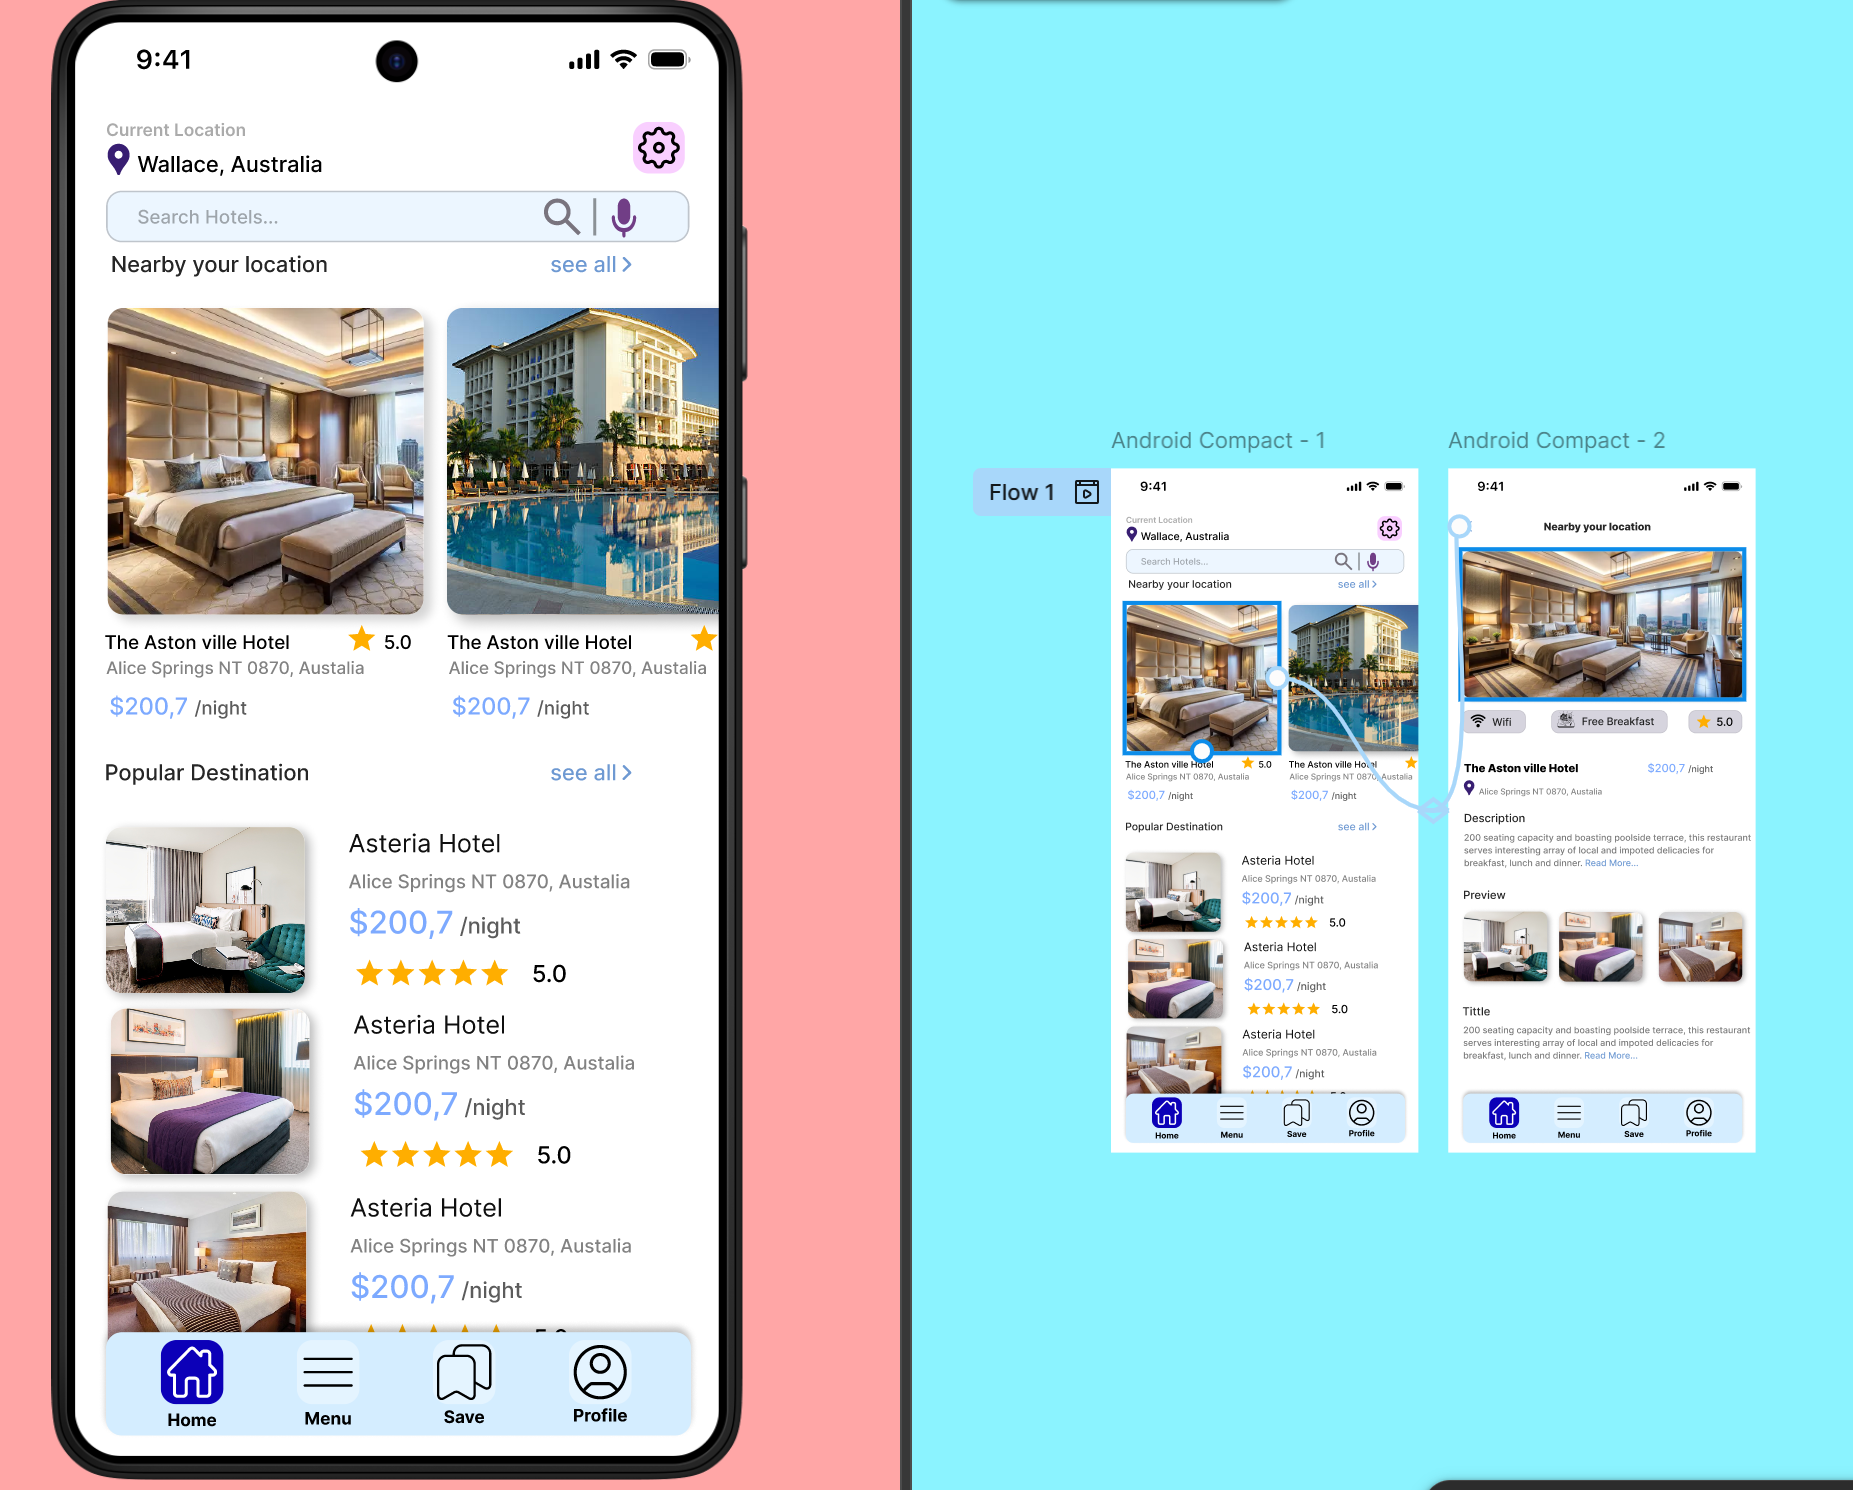 9:41
Current Location
Wallace, Australia
Search Hotels...
Nearby your location
see all
The Aston ville Hotel
5.0
Alice Springs NT 0870, Austalia
$200,7 /night
The Aston ville Hotel
Alice Springs NT 0870, Austalia
$200,7 /night
Popular Destination
see all
Asteria Hotel
Alice Springs NT 0870, Austalia
$200,7 /night
5.0
Asteria Hotel
Alice Springs NT 0870, Austalia
$200,7 /night
5.0
Asteria Hotel
Alice Springs NT 0870, Austalia
$200,7 /night
5.0
Home
Menu
Save
Profile
Flow 1
Android Compact - 1
9:41
Current Location
Wallace, Australia
Search Hotels...
Nearby your location
see all
The Aston ville Hotel
5.0
Alice Springs NT 0870, Austalia
$200,7 /night
The Aston ville Hotel
Alice Springs NT 0870, Austalia
$200,7 /night
Popular Destination
see all
Asteria Hotel
Alice Springs NT 0870, Austalia
$200,7 /night
5.0
Asteria Hotel
Alice Springs NT 0870, Austalia
$200,7 /night
5.0
Asteria Hotel
Alice Springs NT 0870, Austalia
$200,7 /night
5.0
Home
Menu
Save
Profile
Android Compact - 2
9:41
Nearby your location
Wifi
Free Breakfast
5.0
The Aston ville Hotel
$200,7 /night
Alice Springs NT 0870, Austalia
Description
200 seating capacity and boasting poolside terrace, this restaurant
serves interesting array of local and impoted delicacies for
breakfast, lunch and dinner. Read More...
Preview
Tittle
200 seating capacity and boasting poolside terrace, this restaurant
serves interesting array of local and impoted delicacies for
breakfast, lunch and dinner. Read More...
Home
Menu
Save
Profile